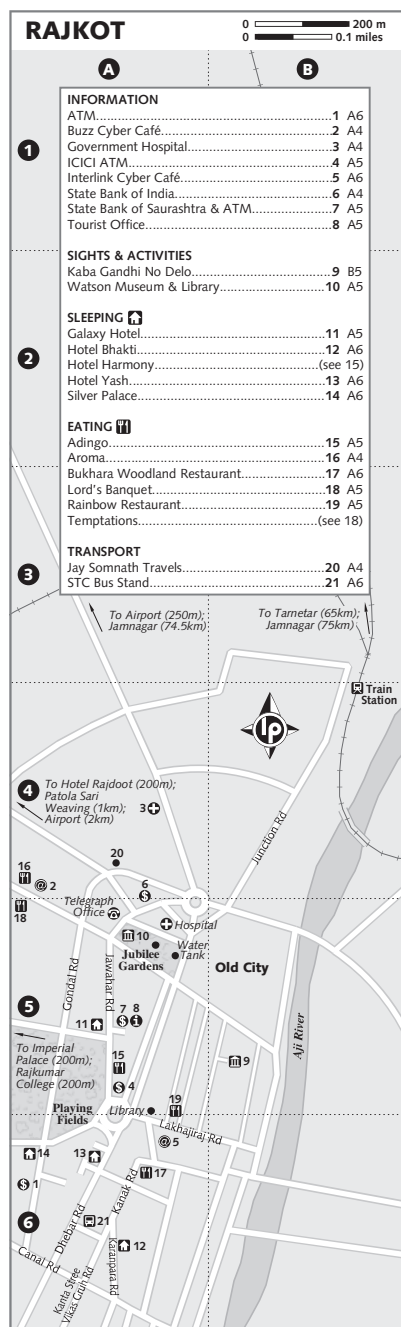 RAJKOT
0 200 m
0 0.1 miles
A B
1
INFORMATION
ATM..........................................................1 A6
Buzz Cyber Café.......................................2 A4
Government Hospital...............................3 A4
ICICI ATM.................................................4 A5
Interlink Cyber Café..................................5 A6
State Bank of India....................................6 A4
State Bank of Saurashtra & ATM................7 A5
Tourist Office............................................8 A5
SIGHTS & ACTIVITIES
Kaba Gandhi No Delo...............................9 B5
Watson Museum & Library......................10 A5
2
SLEEPING
Galaxy Hotel...........................................11 A5
Hotel Bhakti...........................................12 A6
Hotel Harmony..................................(see 15)
Hotel Yash..............................................13 A6
Silver Palace...........................................14 A6
EATING
Adingo...................................................15 A5
Aroma....................................................16 A4
Bukhara Woodland Restaurant................17 A6
Lord's Banquet.......................................18 A5
Rainbow Restaurant................................19 A5
Temptations......................................(see 18)
3
TRANSPORT
Jay Somnath Travels................................20 A4
STC Bus Stand........................................21 A6
To Airport (250m);
Jamnagar (74.5km)
To Tarnetar (65km);
Jamnagar (75km)
Train
Station
lp
4
To Hotel Rajdoot (200m);
Patola Sari
Weaving (1km);
Airport (2km)
3
Junction Rd
20
16
2
6
18
Telegraph
Office
Hospital
10
Jubilee
Gardens
Water
Tank
Old City
Gondal Rd
Jawahar Rd
5
7 8
11
Aji River
To Imperial
Palace (200m);
Rajkumar
College (200m)
15
9
4
19
Playing
Fields
Library
Lakhajiraj Rd
14
13
5
1
17
6
Kanak Rd
Dhebar Rd
21
12
Karanpara Rd
Canal Rd
Kanta Stree
Vikas Gruh Rd